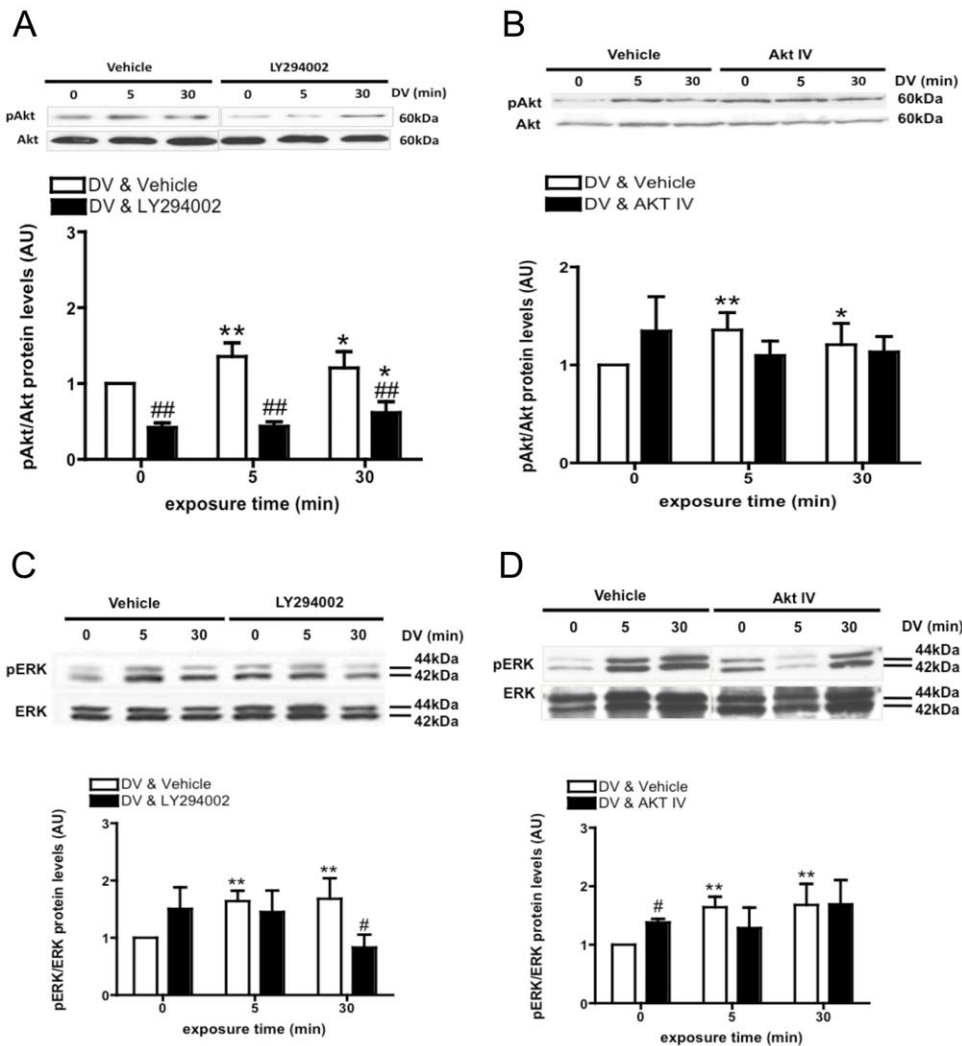 A
Vehicle LY294002
0 5 30 0 5 30 DV (min)
pAkt 60kDa
Akt 60kDa
DV & Vehicle
DV & LY294002
pAkt/Akt protein levels (AU)
3
2
1
0
** * *
## ## ##
0 5 30
exposure time (min)
B
Vehicle Akt IV
0 5 30 0 5 30 DV (min)
pAkt 60kDa
Akt 60kDa
DV & Vehicle
DV & AKT IV
pAkt/Akt protein levels (AU)
2
1
0
** *
0 5 30
exposure time (min)
C
Vehicle LY294002
0 5 30 0 5 30 DV (min)
pERK 44kDa
42kDa
ERK 44kDa
42kDa
DV & Vehicle
DV & LY294002
pERK/ERK protein levels (AU)
3
2
1
0
** ** #
0 5 30
exposure time (min)
D
Vehicle Akt IV
0 5 30 0 5 30 DV (min)
pERK 44kDa
42kDa
ERK 44kDa
42kDa
DV & Vehicle
DV & AKT IV
pERK/ERK protein levels (AU)
3
2
1
0
# ** **
0 5 30
exposure time (min)